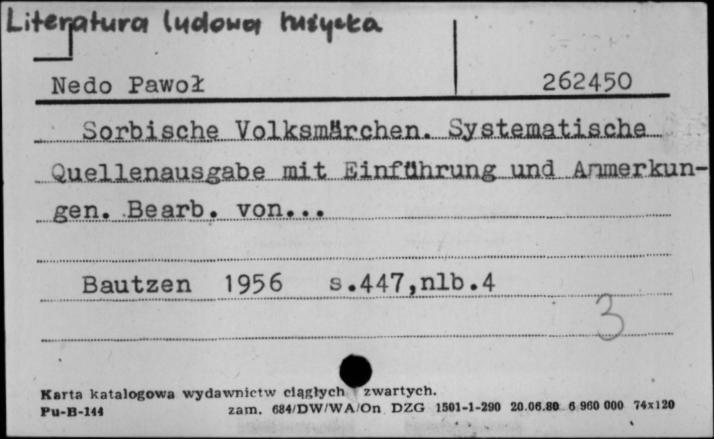 Literatura ludowa łużycka
Nedo Pawoł 262450
Sorbische Volksmärchen. Systematische
Quellenausgabe mit Einführung und Anmerkun-
gen. Bearb. von...
Bautzen 1956 s.447,nlb.4
3
Karta katalogowa wydawnictw ciągłych zwartych.
Pu-B-144 zam. 684/DW/WA/On DZG 1501-1-290 20.06.80 6 960 000 74x120